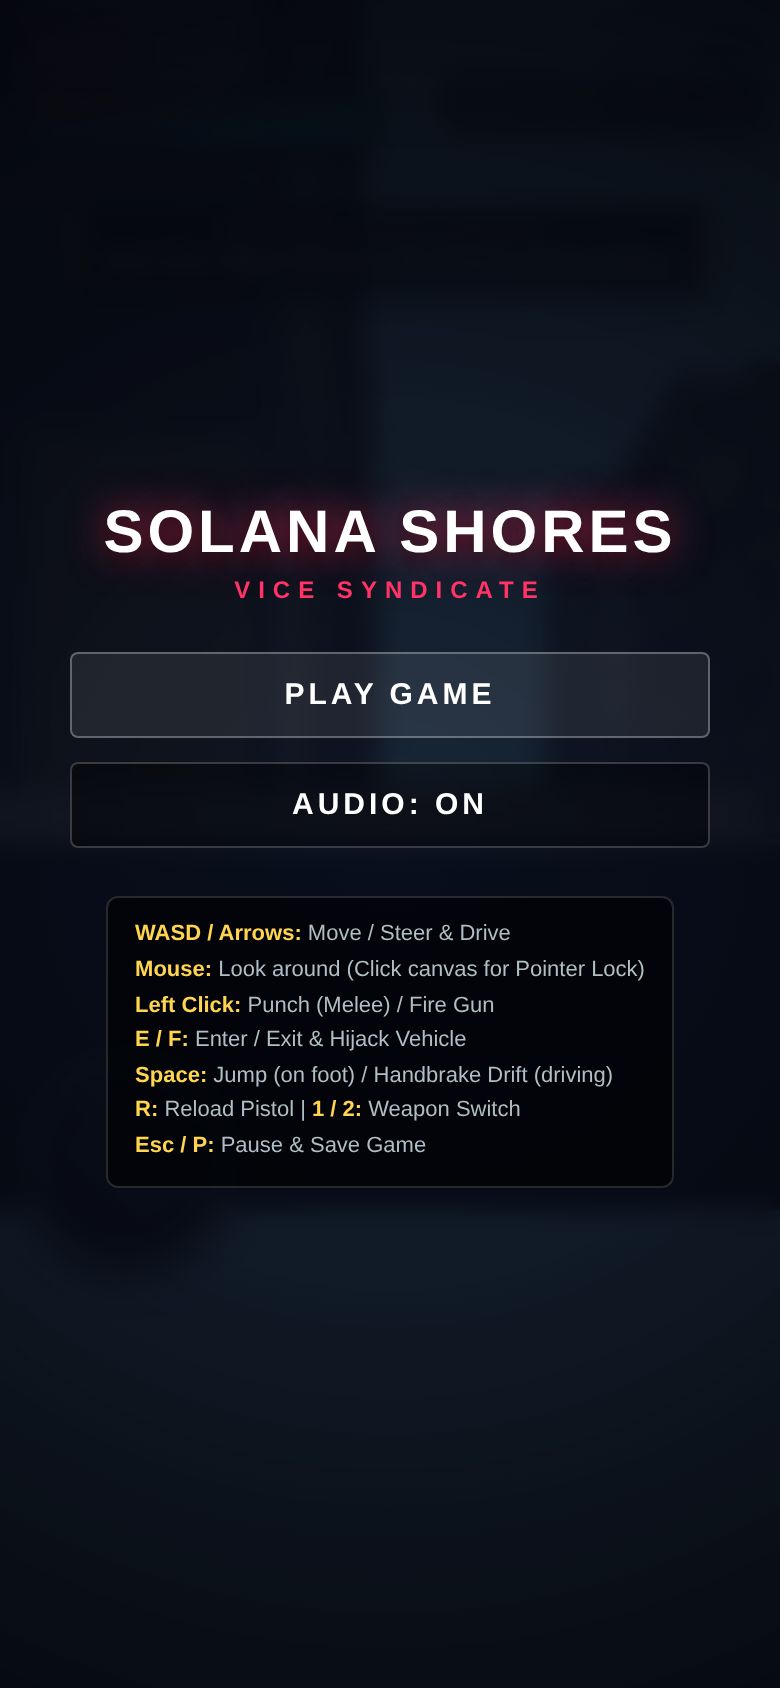 SOLANA SHORES
VICE SYNDICATE
PLAY GAME
AUDIO: ON
WASD / Arrows: Move / Steer & Drive
Mouse: Look around (Click canvas for Pointer Lock)
Left Click: Punch (Melee) / Fire Gun
E / F: Enter / Exit & Hijack Vehicle
Space: Jump (on foot) / Handbrake Drift (driving)
R: Reload Pistol | 1 / 2: Weapon Switch
Esc / P: Pause & Save Game